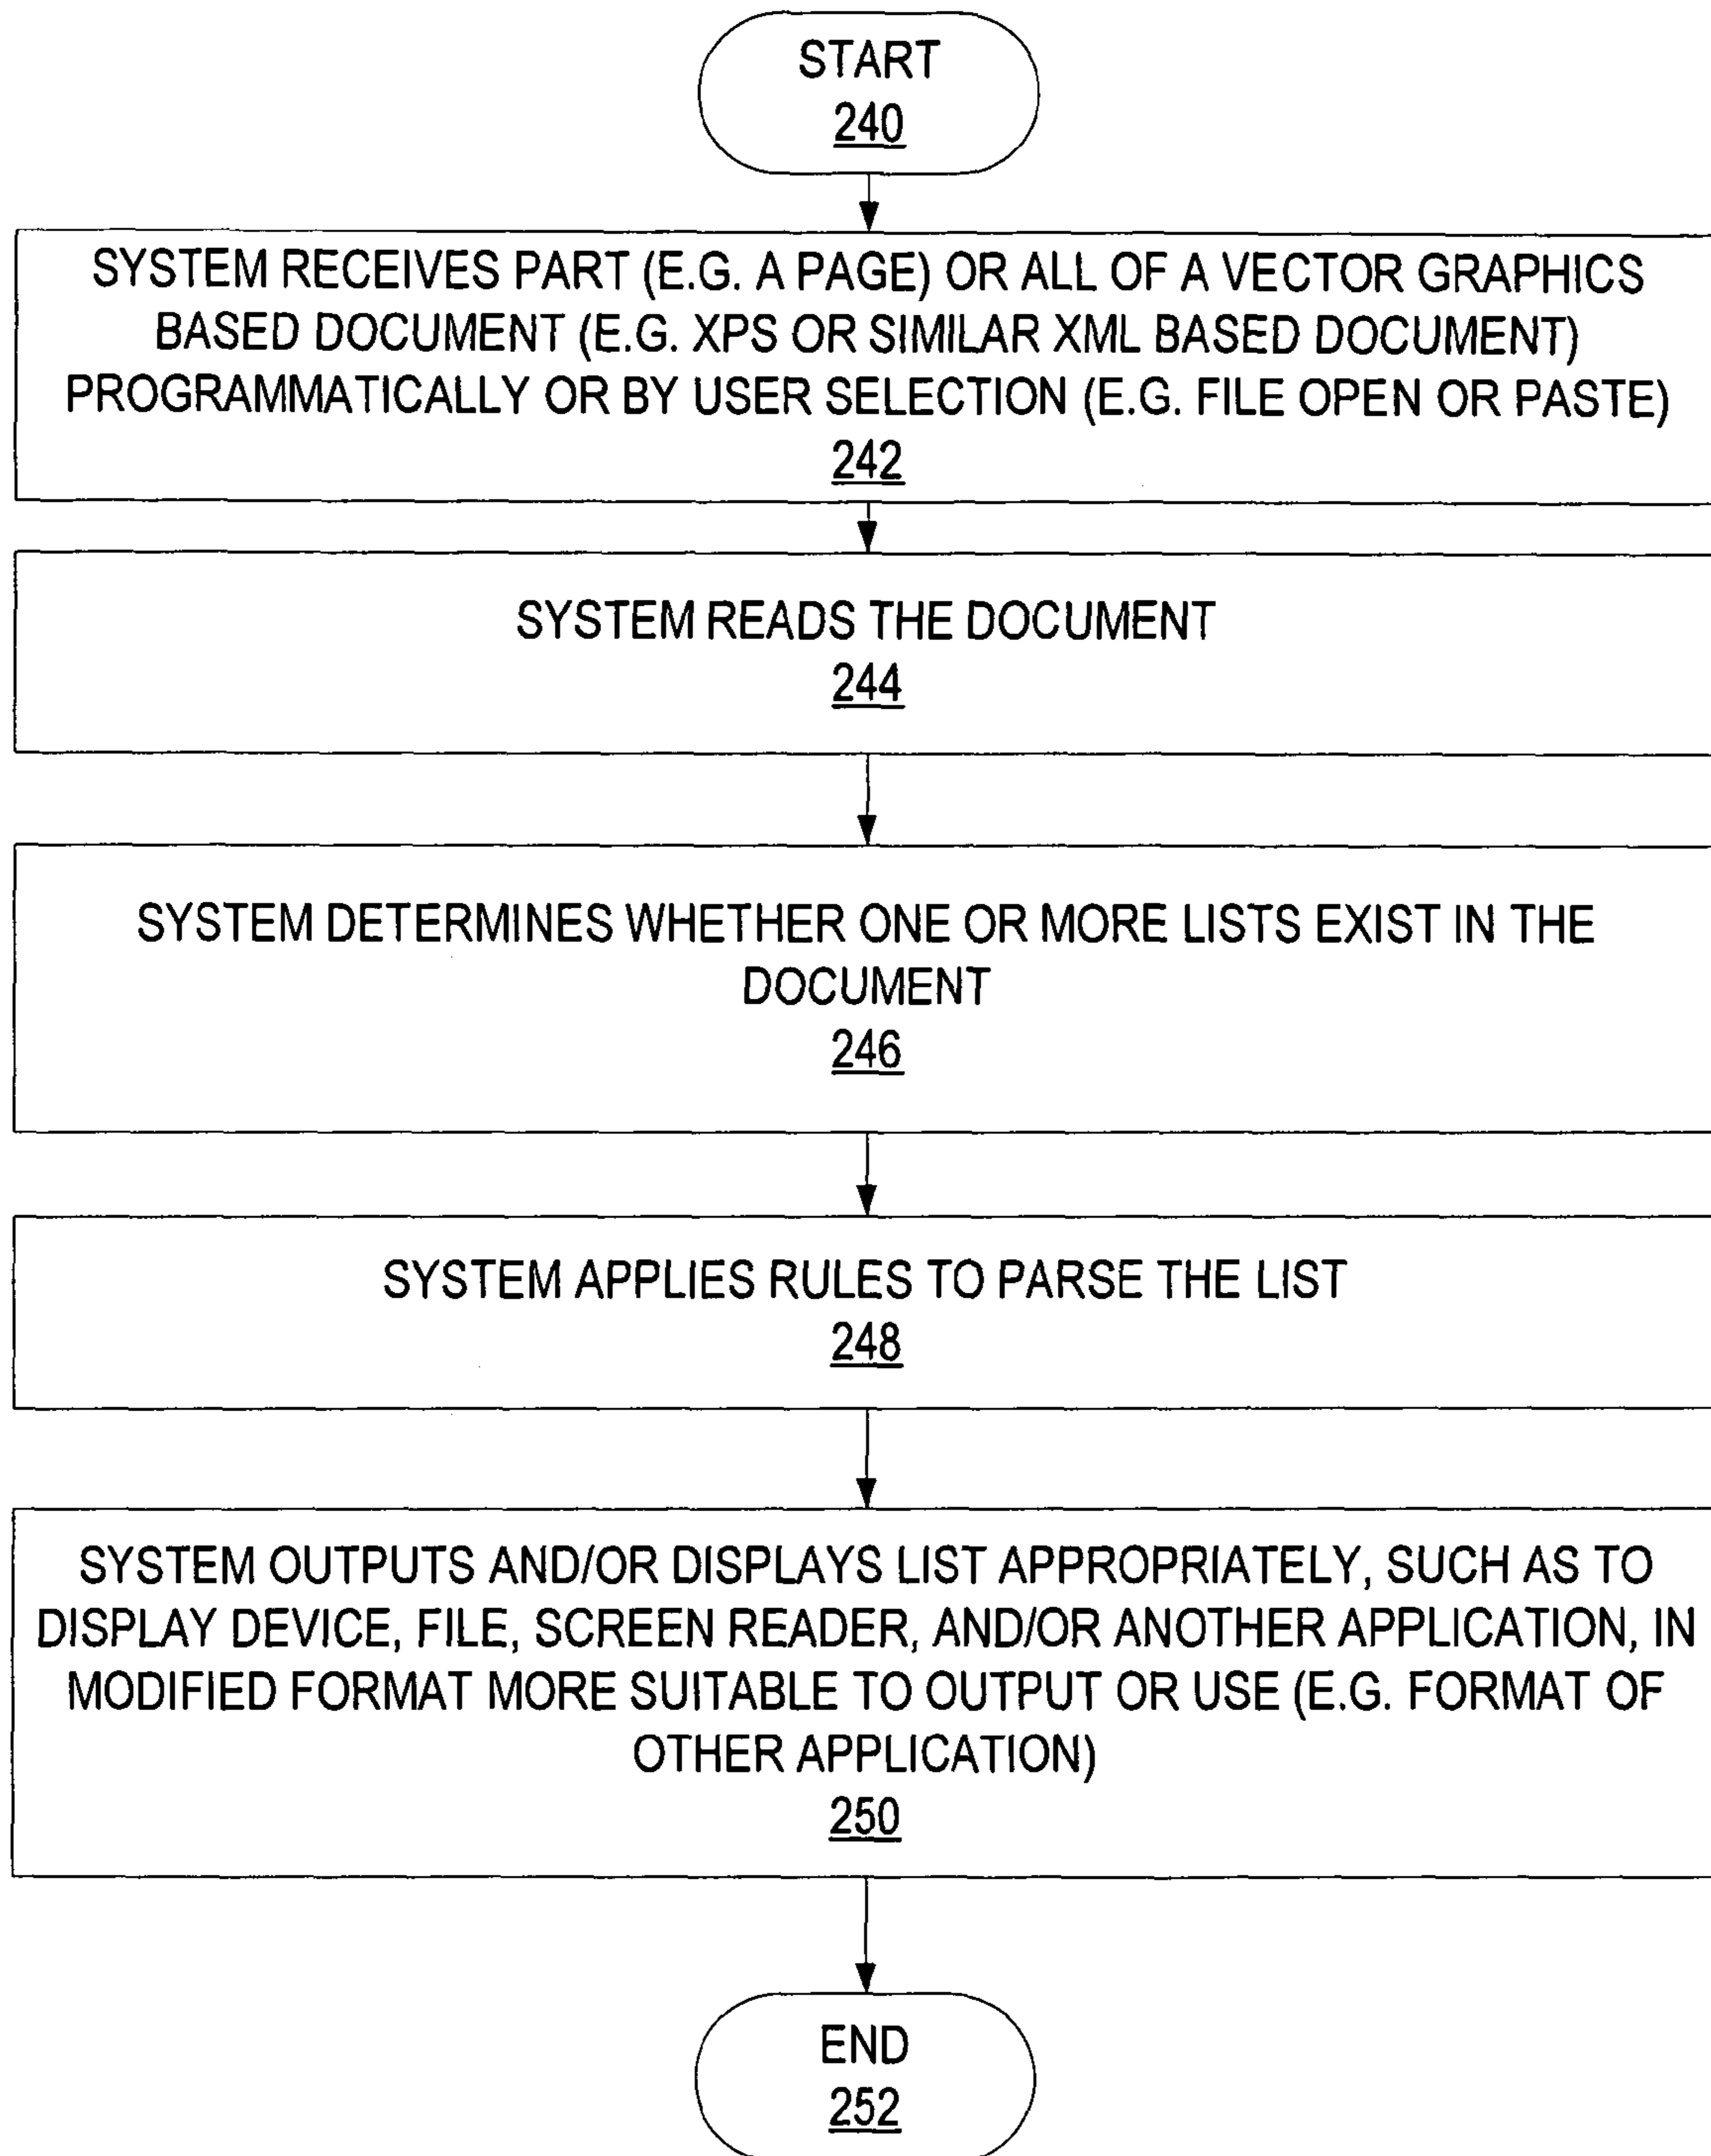 START
240
SYSTEM RECEIVES PART (E.G. A PAGE) OR ALL OF A VECTOR GRAPHICS
BASED DOCUMENT (E.G. XPS OR SIMILAR XML BASED DOCUMENT)
PROGRAMMATICALLY OR BY USER SELECTION (E.G. FILE OPEN OR PASTE)
242
SYSTEM READS THE DOCUMENT
244
SYSTEM DETERMINES WHETHER ONE OR MORE LISTS EXIST IN THE
DOCUMENT
246
SYSTEM APPLIES RULES TO PARSE THE LIST
248
SYSTEM OUTPUTS AND/OR DISPLAYS LIST APPROPRIATELY, SUCH AS TO
DISPLAY DEVICE, FILE, SCREEN READER, AND/OR ANOTHER APPLICATION, IN
MODIFIED FORMAT MORE SUITABLE TO OUTPUT OR USE (E.G. FORMAT OF
OTHER APPLICATION)
250
END
252